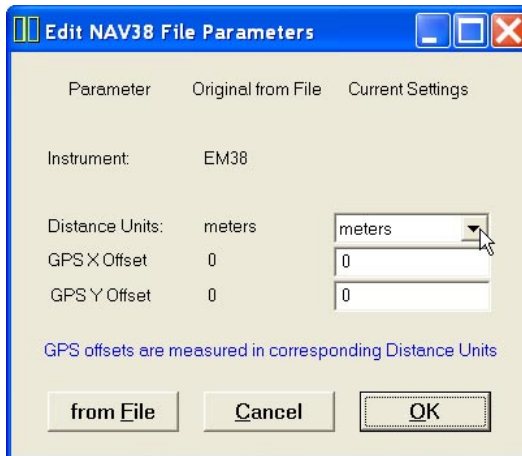 Edit NAV38 File Parameters
Parameter Original from File Current Settings
Instrument: EM38
Distance Units: meters meters
GPS X Offset 0 0
GPS Y Offset 0 0
GPS offsets are measured in corresponding Distance Units
from File Cancel OK